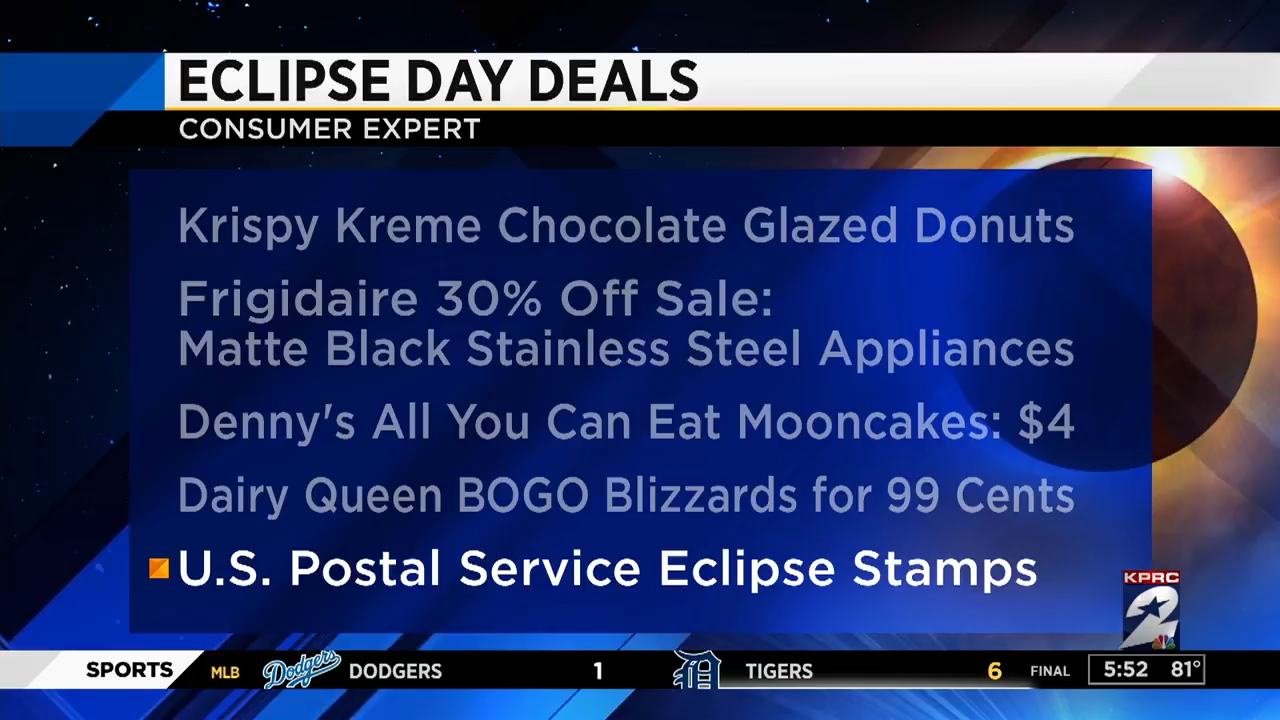 ECLIPSE DAY DEALS
CONSUMER EXPERT
Krispy Kreme Chocolate Glazed Donuts
Frigidaire 30% Off Sale:
Matte Black Stainless Steel Appliances
Denny's All You Can Eat Mooncakes: $4
Dairy Queen BOGO Blizzards for 99 Cents
U.S. Postal Service Eclipse Stamps
KPRC
2
SPORTS MLB Dodgers DODGERS 1 D TIGERS 6 FINAL 5:52 81°